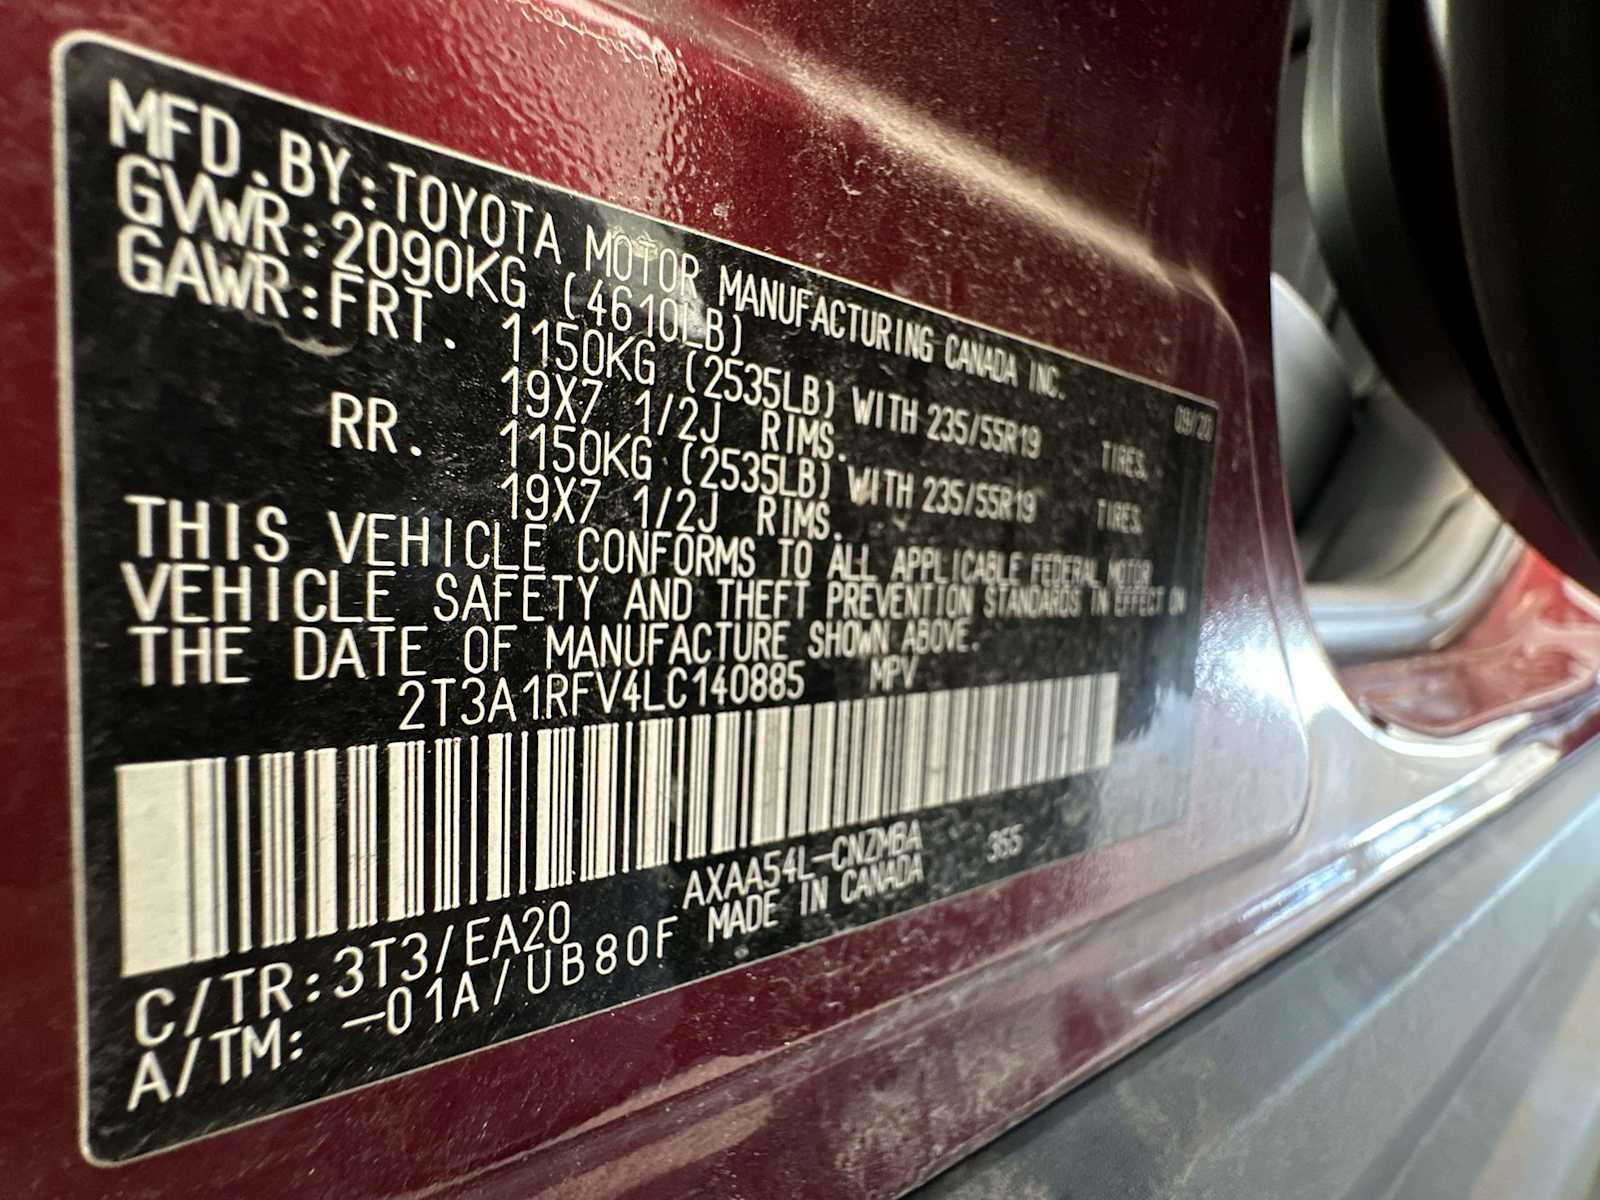 MFD.BY:TOYOTA MOTOR MANUFACTURING CANADA INC.
GVWR:2090KG (4610LB) 09/20
GAWR:FRT. 1150KG (2535LB) WITH 235/55R19 TIRES.
19X7 1/2J RIMS.
RR. 1150KG (2535LB) WITH 235/55R19 TIRES.
19X7 1/2J RIMS.
THIS VEHICLE CONFORMS TO ALL APPLICABLE FEDERAL MOTOR
VEHICLE SAFETY AND THEFT PREVENTION STANDARDS IN EFFECT ON
THE DATE OF MANUFACTURE SHOWN ABOVE.
2T3A1RFV4LC140885 MPV
C/TR:3T3/EA20 AXAA54L-CNZMBA 355
A/TM: -01A/UB80F MADE IN CANADA